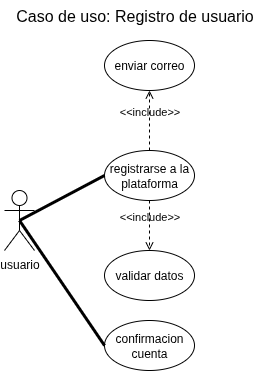 Caso de uso: Registro de usuario
enviar correo
<<include>>
registrarse a la
plataforma
<<include>>
usuario
validar datos
confirmacion
cuenta